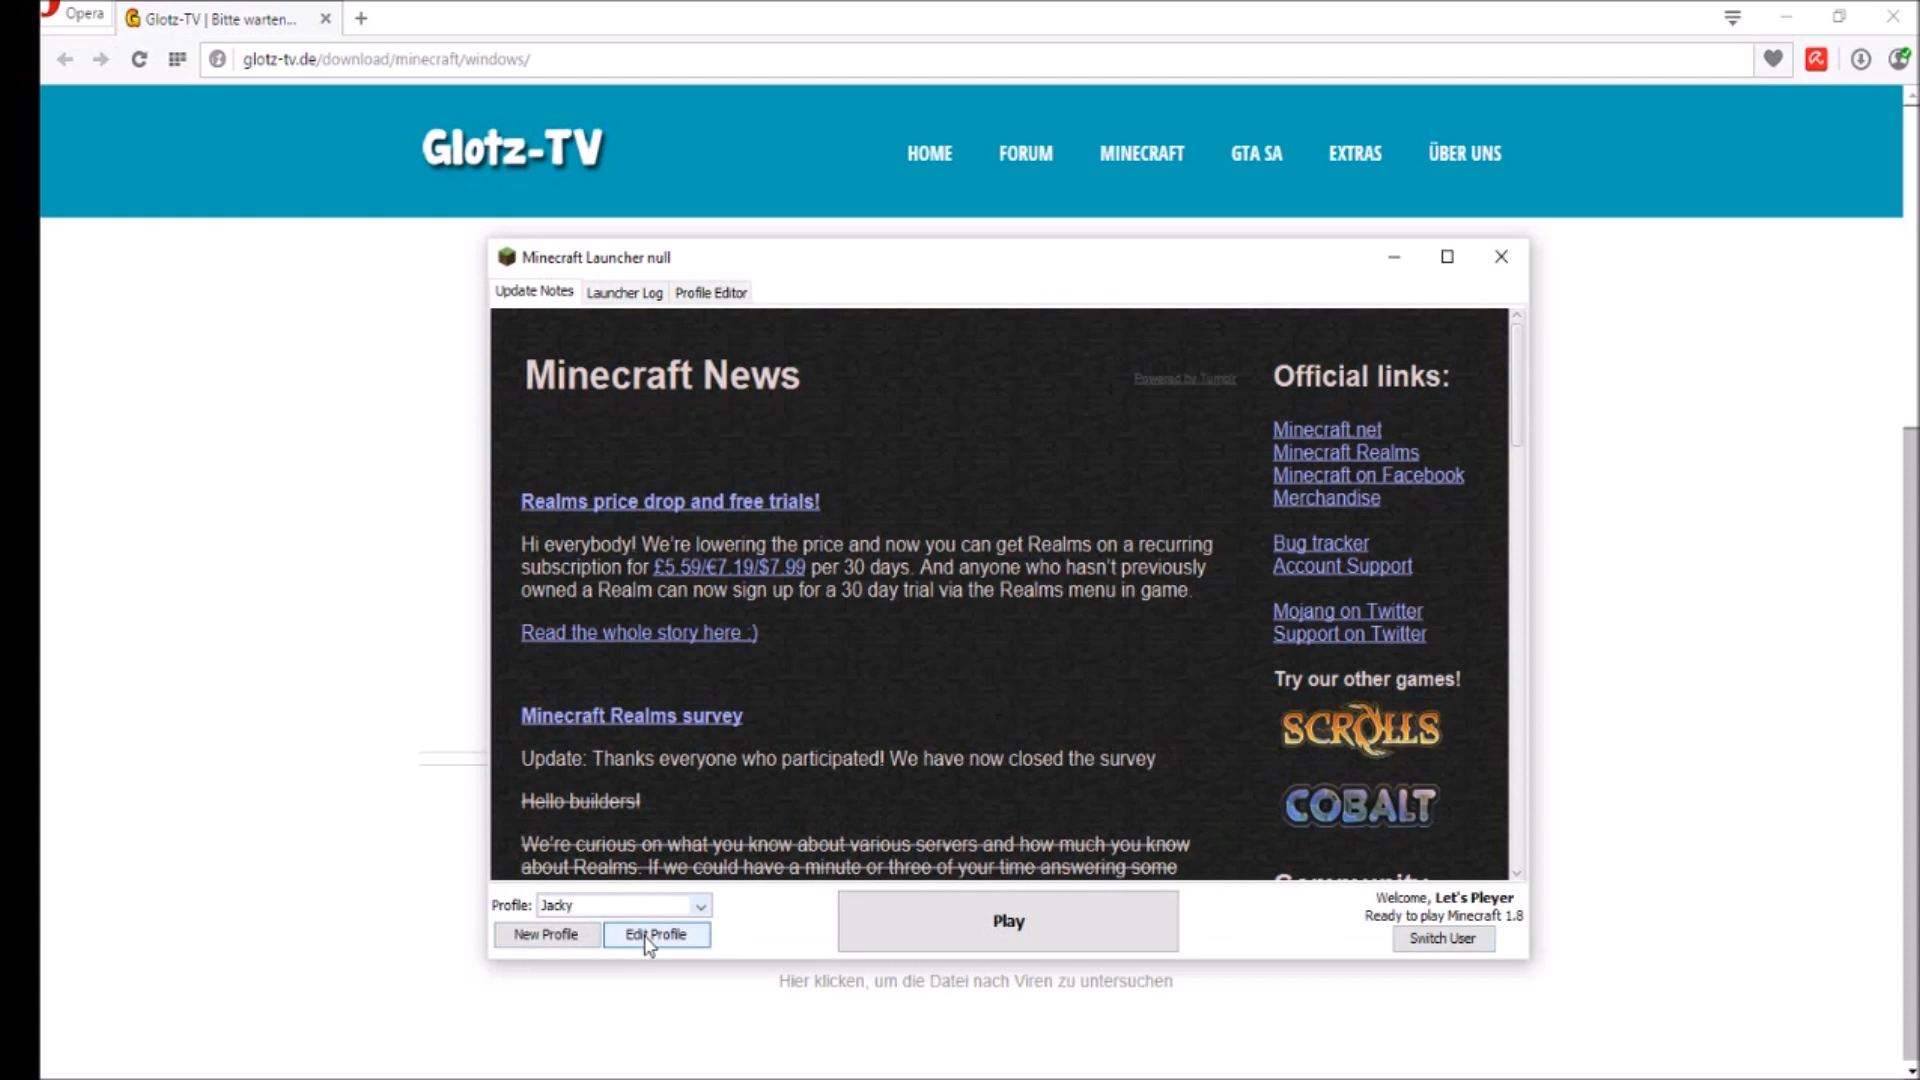 Opera
Glotz-TV | Bitte warten...
glotz-tv.de/download/minecraft/windows/
Glotz-TV
HOME FORUM MINECRAFT GTA SA EXTRAS ÜBER UNS
Minecraft Launcher null
Update Notes Launcher Log Profile Editor
Minecraft News
Powered by Tumblr
Official links:
Minecraft.net
Minecraft Realms
Minecraft on Facebook
Merchandise
Bug tracker
Account Support
Mojang on Twitter
Support on Twitter
Try our other games!
SCROLLS
COBALT
Realms price drop and free trials!
Hi everybody! We're lowering the price and now you can get Realms on a recurring
subscription for £5.59/€7.19/$7.99 per 30 days. And anyone who hasn't previously
owned a Realm can now sign up for a 30 day trial via the Realms menu in game.
Read the whole story here :)
Minecraft Realms survey
Update: Thanks everyone who participated! We have now closed the survey
Hello builders!
We're curious on what you know about various servers and how much you know
about Realms. If we could have a minute or three of your time answering some
Profile: Jacky
New Profile Edit Profile
Play
Welcome, Let's Pleyer
Ready to play Minecraft 1.8
Switch User
Hier klicken, um die Datei nach Viren zu untersuchen